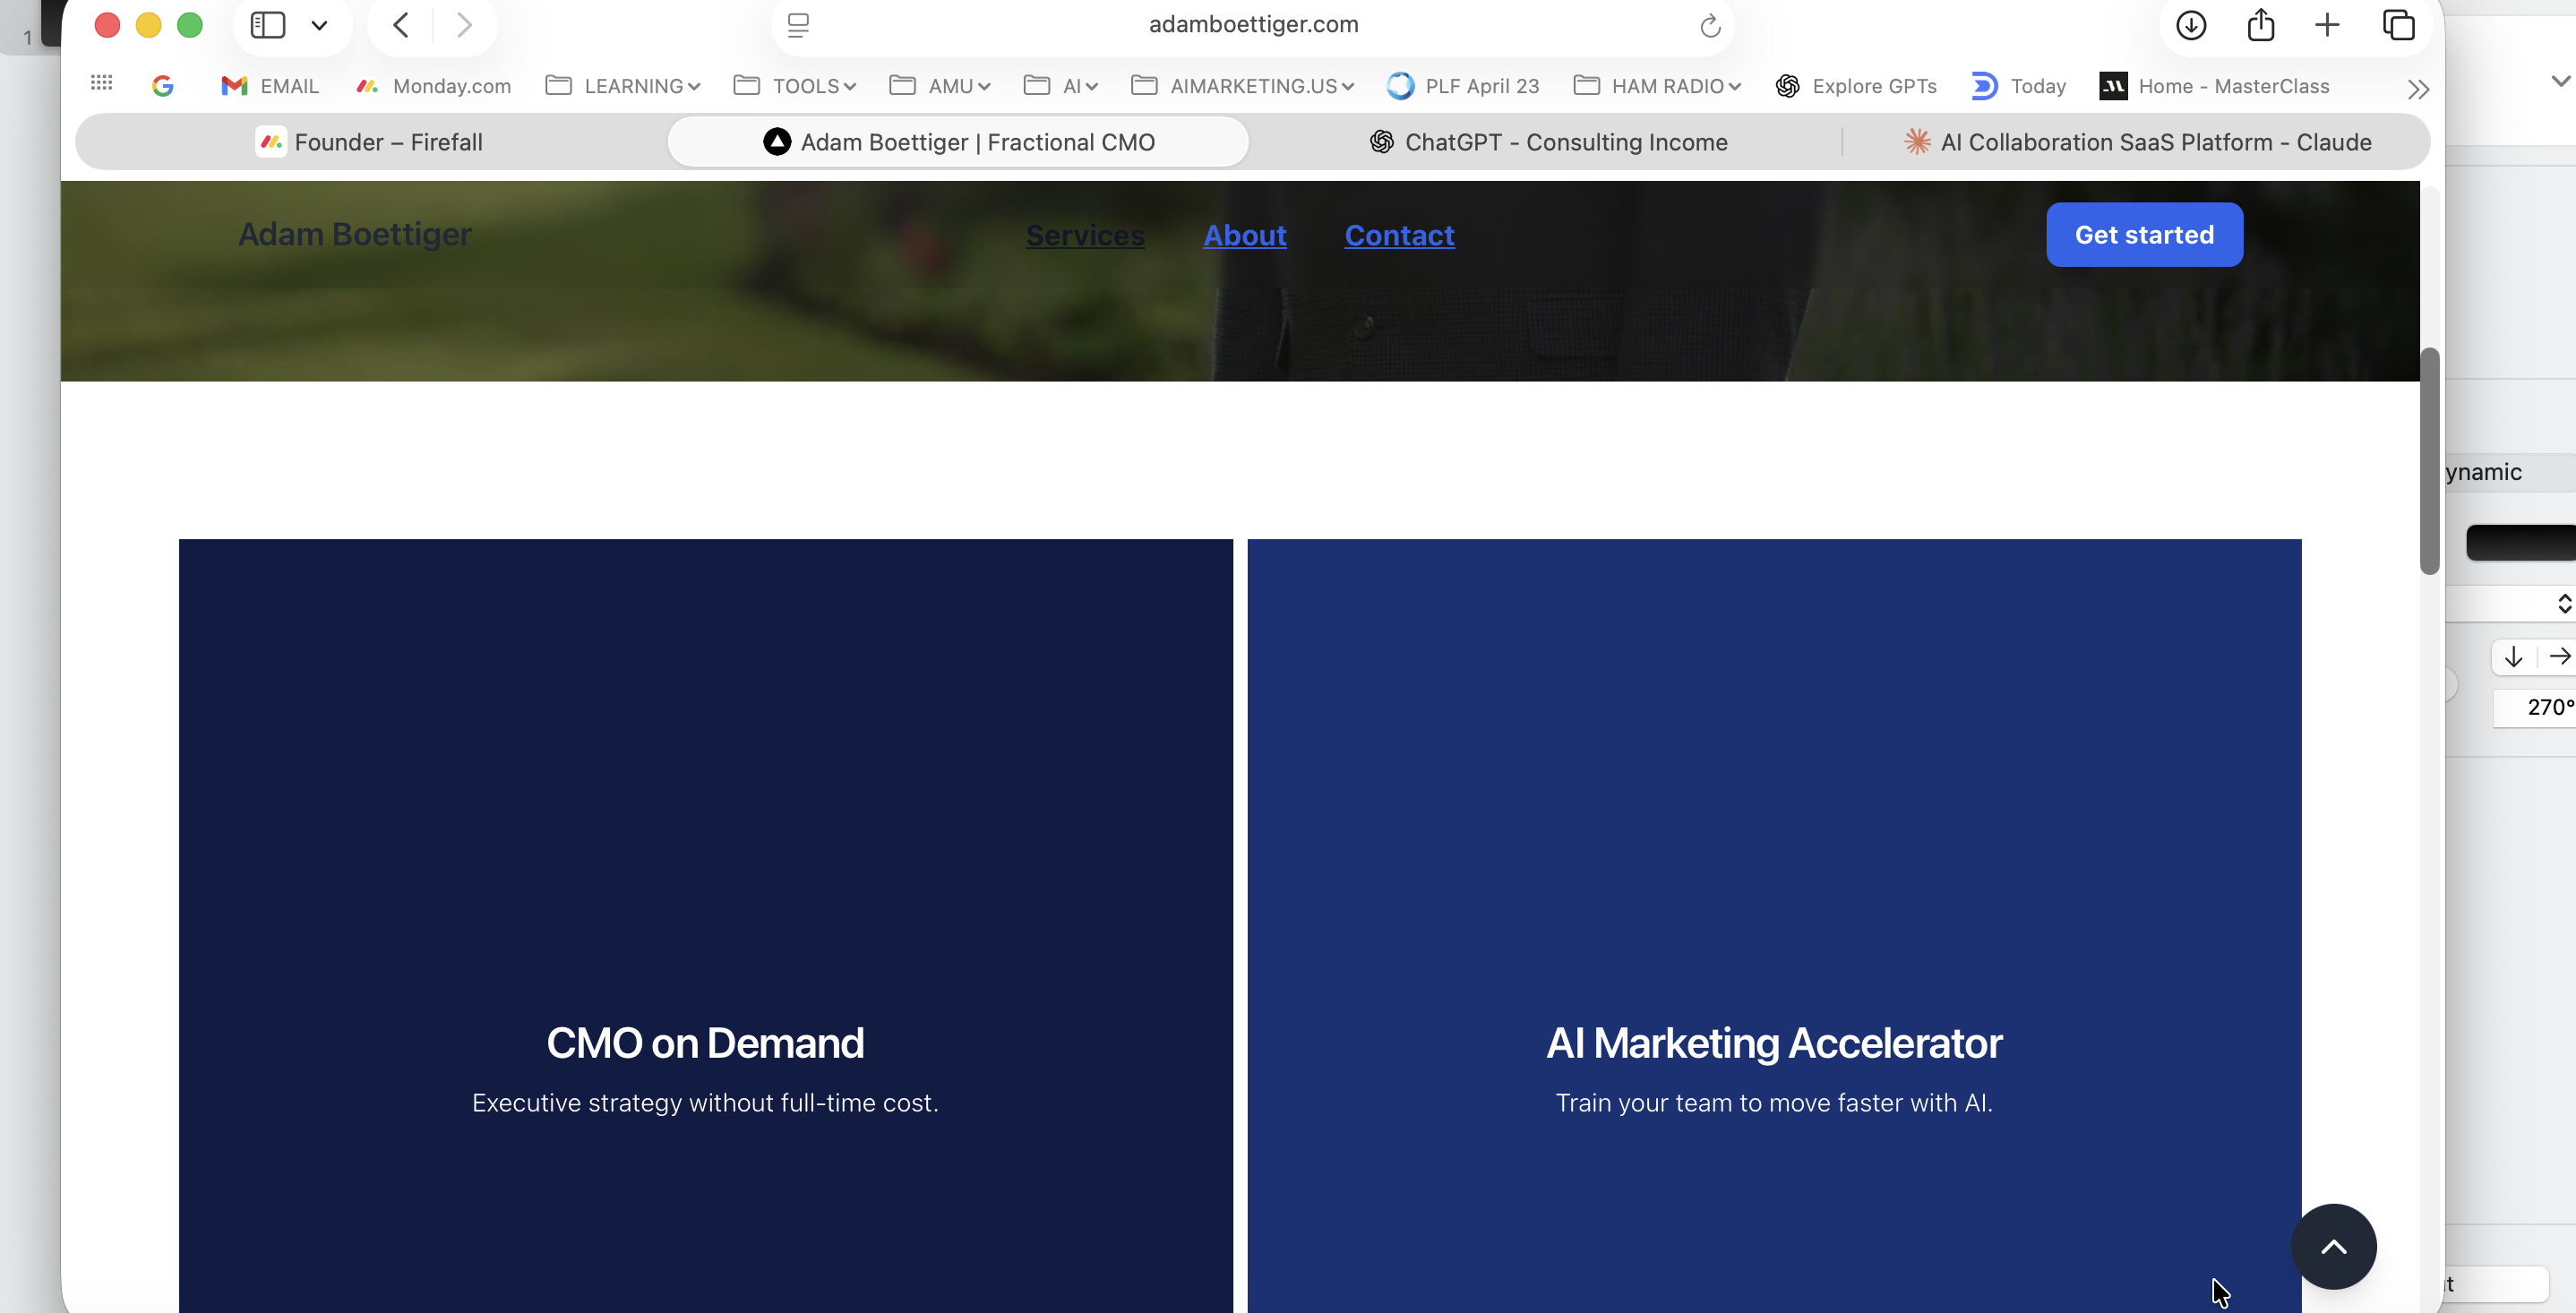 1
adamboettiger.com
EMAIL
Monday.com
LEARNING
TOOLS
AMU
AI
AIMARKETING.US
PLF April 23
HAM RADIO
Explore GPTs
Today
Home - MasterClass
Founder – Firefall
Adam Boettiger | Fractional CMO
ChatGPT - Consulting Income
AI Collaboration SaaS Platform - Claude
Adam Boettiger
Services
About
Contact
Get started
ynamic
270°
CMO on Demand
Executive strategy without full-time cost.
AI Marketing Accelerator
Train your team to move faster with AI.